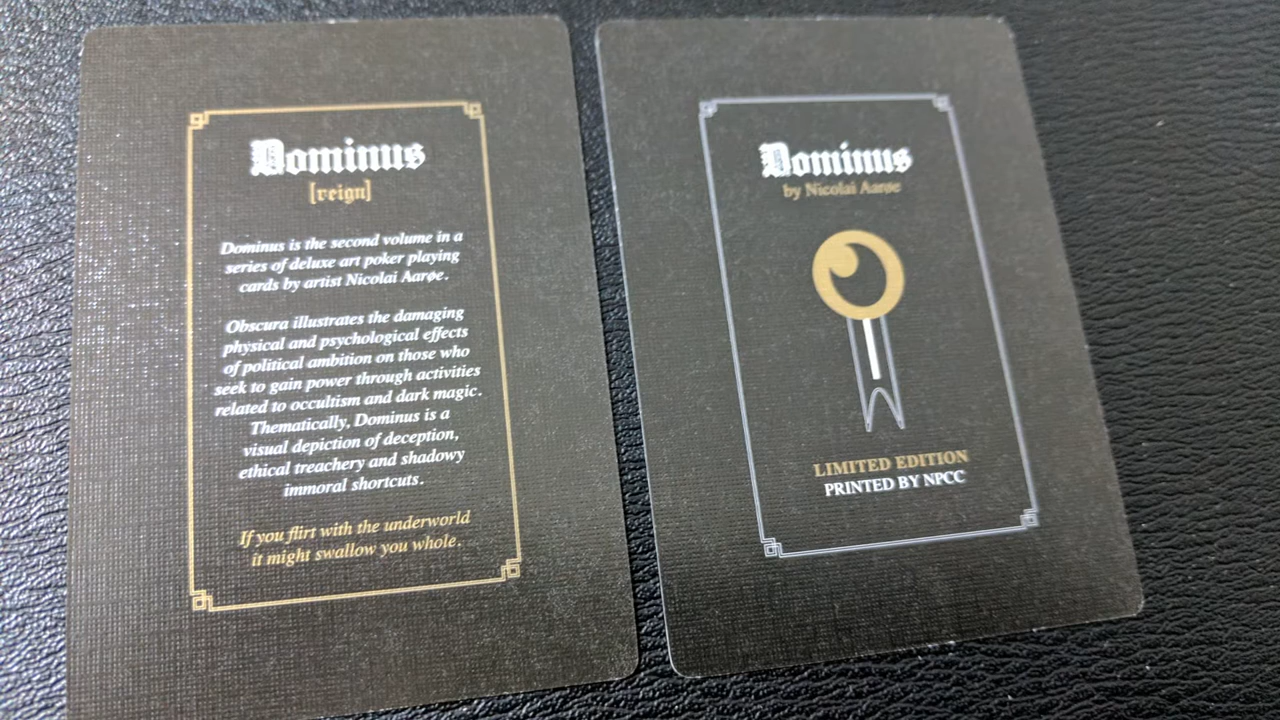 Dominus
[reign]
Dominus is the second volume in a
series of deluxe art poker playing
cards by artist Nicolai Aarøe.
Obscura illustrates the damaging
physical and psychological effects
of political ambition on those who
seek to gain power through activities
related to occultism and dark magic.
Thematically, Dominus is a
visual depiction of deception,
ethical treachery and shadowy
immoral shortcuts.
If you flirt with the underworld
it might swallow you whole.
Dominus
by Nicolai Aarøe
LIMITED EDITION
PRINTED BY NPCC